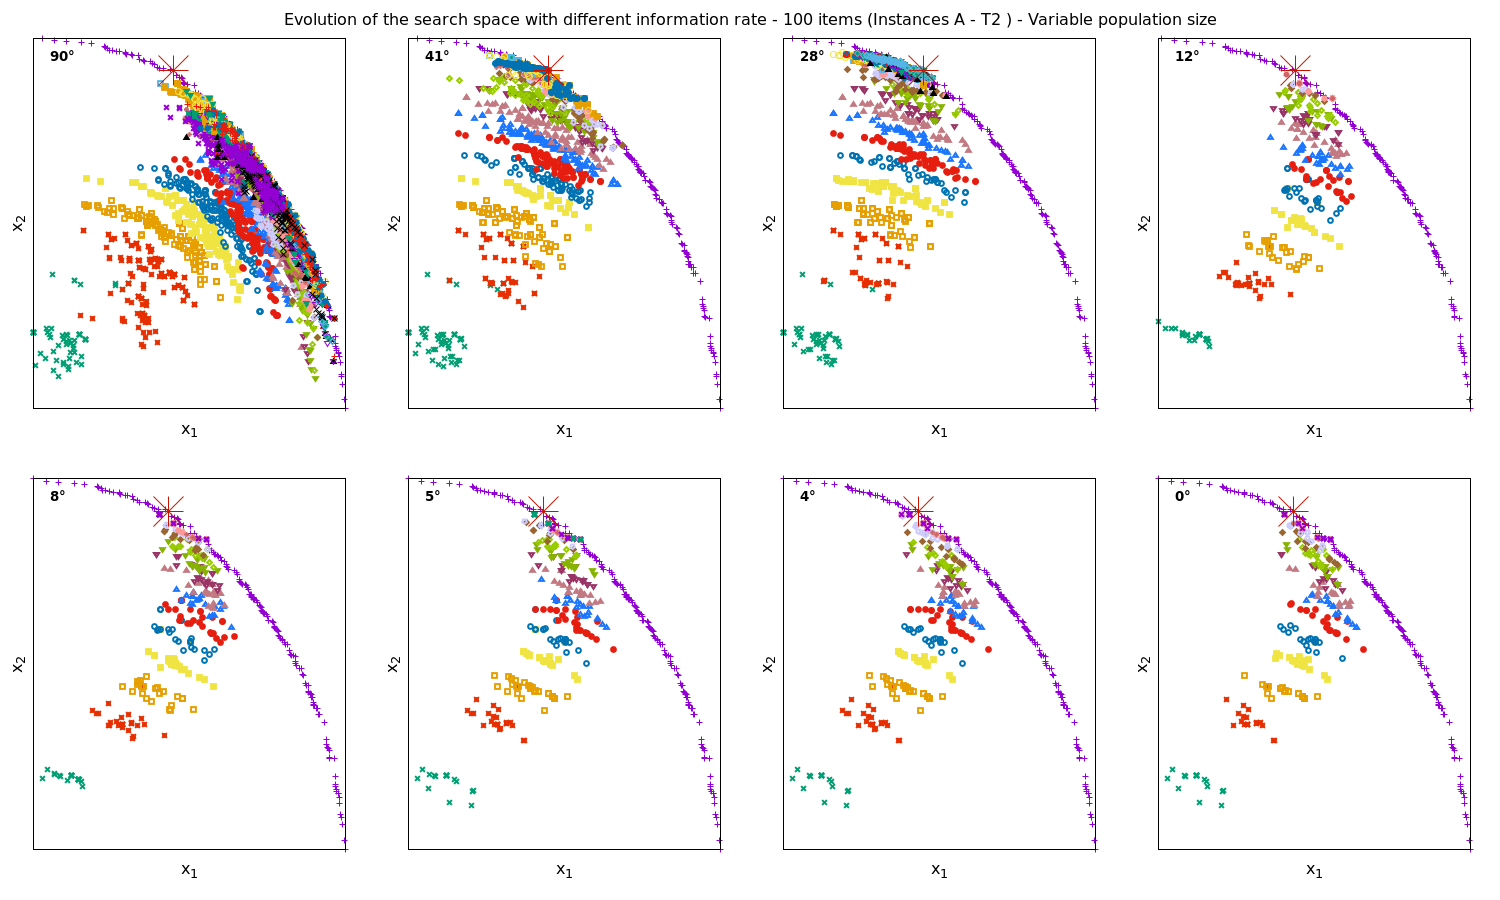 Evolution of the search space with different information rate - 100 items (Instances A - T2 ) - Variable population size
90°
41°
28°
12°
x2
x2
x2
x2
x1
x1
x1
x1
8°
5°
4°
0°
x2
x2
x2
x2
x1
x1
x1
x1